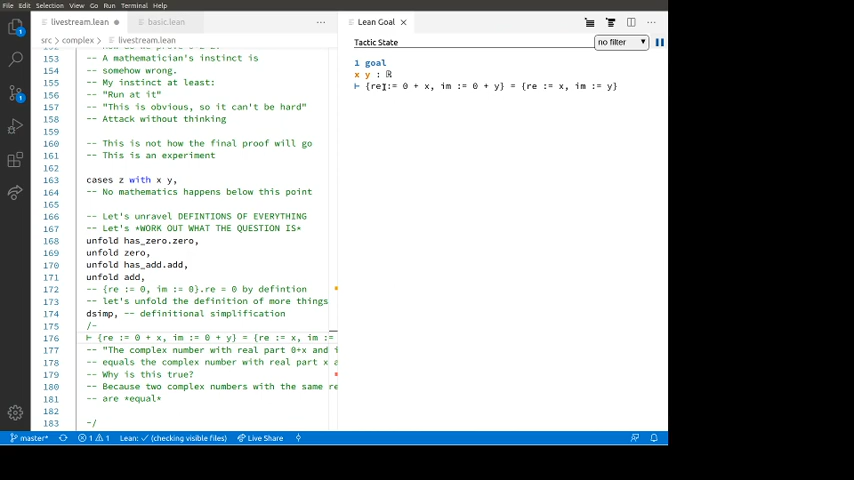 File Edit Selection View Go Run Terminal Help
livestream.lean
basic.lean
Lean Goal
src complex livestream.lean
153 -- A mathematician's instinct is
154 -- somehow wrong.
155 -- My instinct at least:
156 -- "Run at it"
157 -- "This is obvious, so it can't be hard"
158 -- Attack without thinking
159
160 -- This is not how the final proof will go
161 -- This is an experiment
162
163 cases z with x y,
164 -- No mathematics happens below this point
165
166 -- Let's unravel DEFINTIONS OF EVERYTHING
167 -- Let's *WORK OUT WHAT THE QUESTION IS*
168 unfold has_zero.zero,
169 unfold zero,
170 unfold has_add.add,
171 unfold add,
172 -- {re := 0, im := 0}.re = 0 by defintion
173 -- let's unfold the definition of more things
174 dsimp, -- definitional simplification
175 /-
176 ⊢ {re := 0 + x, im := 0 + y} = {re := x, im :=
177 -- "The complex number with real part 0+x and i
178 -- equals the complex number with real part x a
179 -- Why is this true?
180 -- Because two complex numbers with the same re
181 -- are *equal*
182
183 -/
Tactic State
no filter
1 goal
x y : ℝ
⊢ {re := 0 + x, im := 0 + y} = {re := x, im := y}
master* 1 1 Lean: ✓ (checking visible files) Live Share